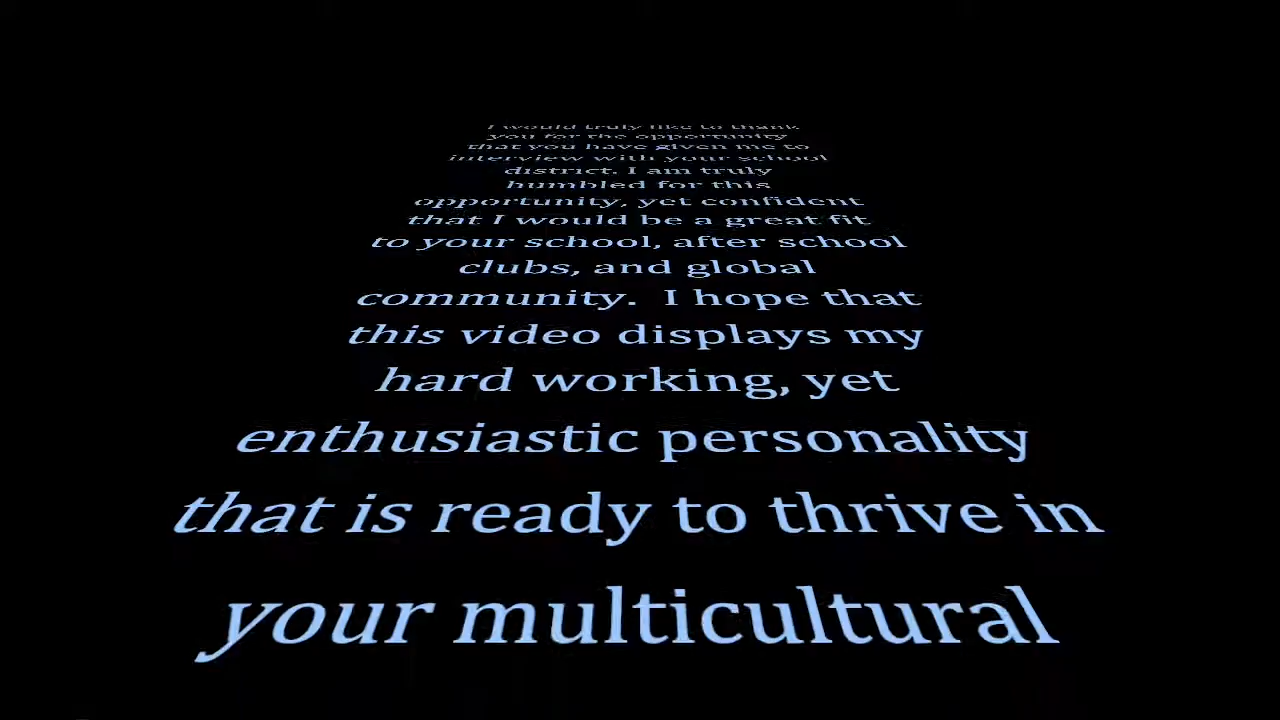 I would truly like to thank
you for the opportunity
that you have given me to
interview with your school
district. I am truly
humbled for this
opportunity, yet confident
that I would be a great fit
to your school, after school
clubs, and global
community.  I hope that
this video displays my
hard working, yet
enthusiastic personality
that is ready to thrive in
your multicultural